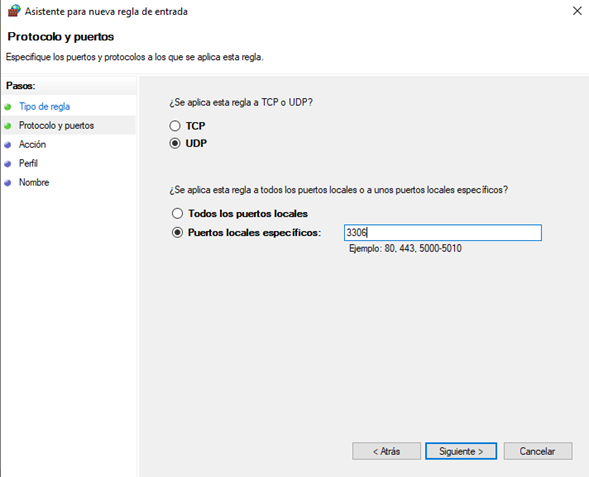 Asistente para nueva regla de entrada
Protocolo y puertos
Especifique los puertos y protocolos a los que se aplica esta regla.
Pasos:
Tipo de regla
Protocolo y puertos
Acción
Perfil
Nombre
¿Se aplica esta regla a TCP o UDP?
TCP
UDP
¿Se aplica esta regla a todos los puertos locales o a unos puertos locales específicos?
Todos los puertos locales
Puertos locales específicos: 3306
Ejemplo: 80, 443, 5000-5010
< Atrás Siguiente > Cancelar